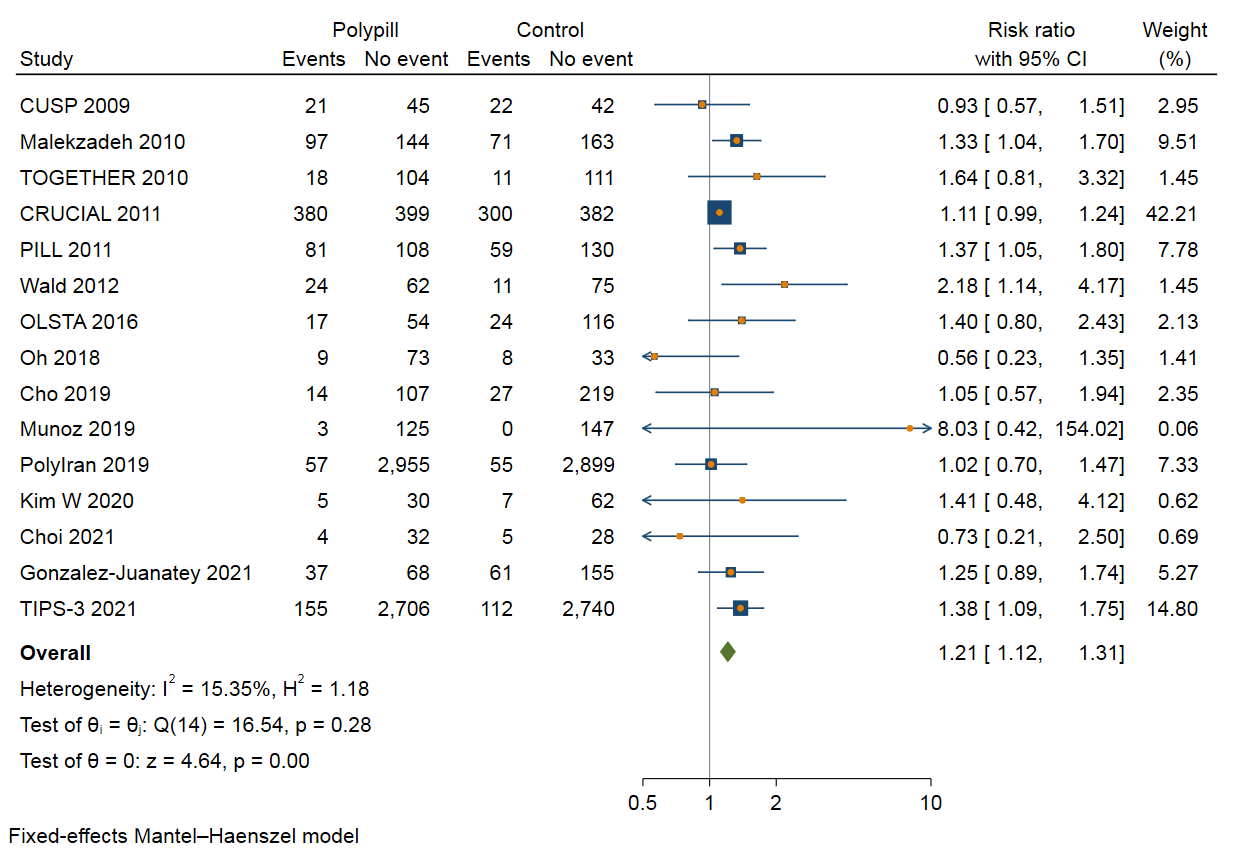 Polypill Control Risk ratio Weight
Study Events No event Events No event with 95% CI (%)
CUSP 2009 21 45 22 42 0.93 [ 0.57, 1.51] 2.95
Malekzadeh 2010 97 144 71 163 1.33 [ 1.04, 1.70] 9.51
TOGETHER 2010 18 104 11 111 1.64 [ 0.81, 3.32] 1.45
CRUCIAL 2011 380 399 300 382 1.11 [ 0.99, 1.24] 42.21
PILL 2011 81 108 59 130 1.37 [ 1.05, 1.80] 7.78
Wald 2012 24 62 11 75 2.18 [ 1.14, 4.17] 1.45
OLSTA 2016 17 54 24 116 1.40 [ 0.80, 2.43] 2.13
Oh 2018 9 73 8 33 0.56 [ 0.23, 1.35] 1.41
Cho 2019 14 107 27 219 1.05 [ 0.57, 1.94] 2.35
Munoz 2019 3 125 0 147 8.03 [ 0.42, 154.02] 0.06
PolyIran 2019 57 2,955 55 2,899 1.02 [ 0.70, 1.47] 7.33
Kim W 2020 5 30 7 62 1.41 [ 0.48, 4.12] 0.62
Choi 2021 4 32 5 28 0.73 [ 0.21, 2.50] 0.69
Gonzalez-Juanatey 2021 37 68 61 155 1.25 [ 0.89, 1.74] 5.27
TIPS-3 2021 155 2,706 112 2,740 1.38 [ 1.09, 1.75] 14.80
Overall 1.21 [ 1.12, 1.31]
Heterogeneity: I² = 15.35%, H² = 1.18
Test of θᵢ = θⱼ: Q(14) = 16.54, p = 0.28
Test of θ = 0: z = 4.64, p = 0.00
0.5 1 2 10
Fixed-effects Mantel–Haenszel model